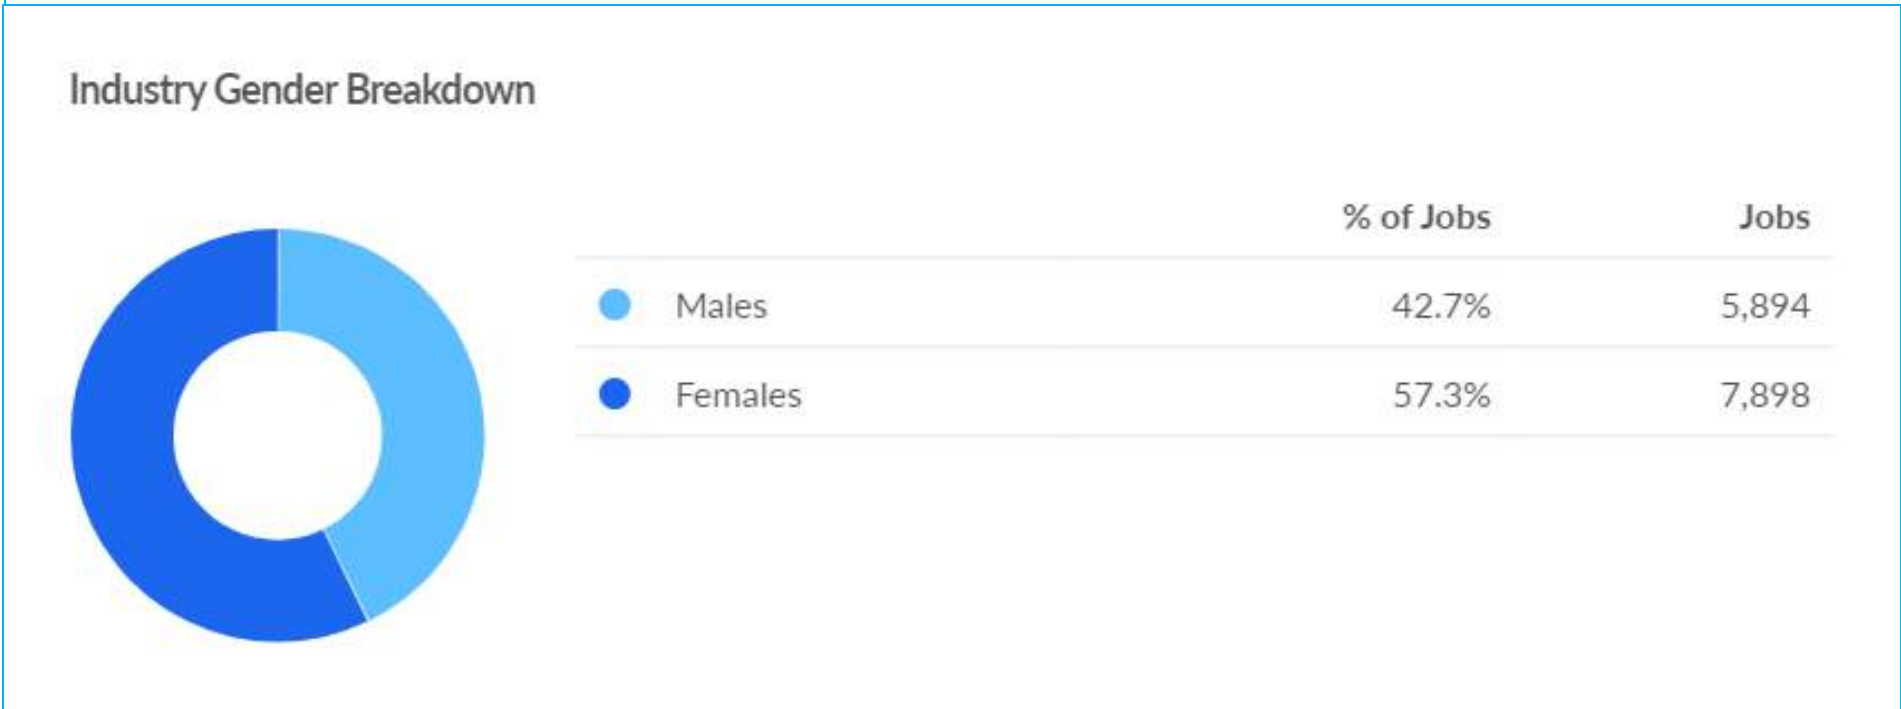 Industry Gender Breakdown
% of Jobs Jobs
Males 42.7% 5,894
Females 57.3% 7,898